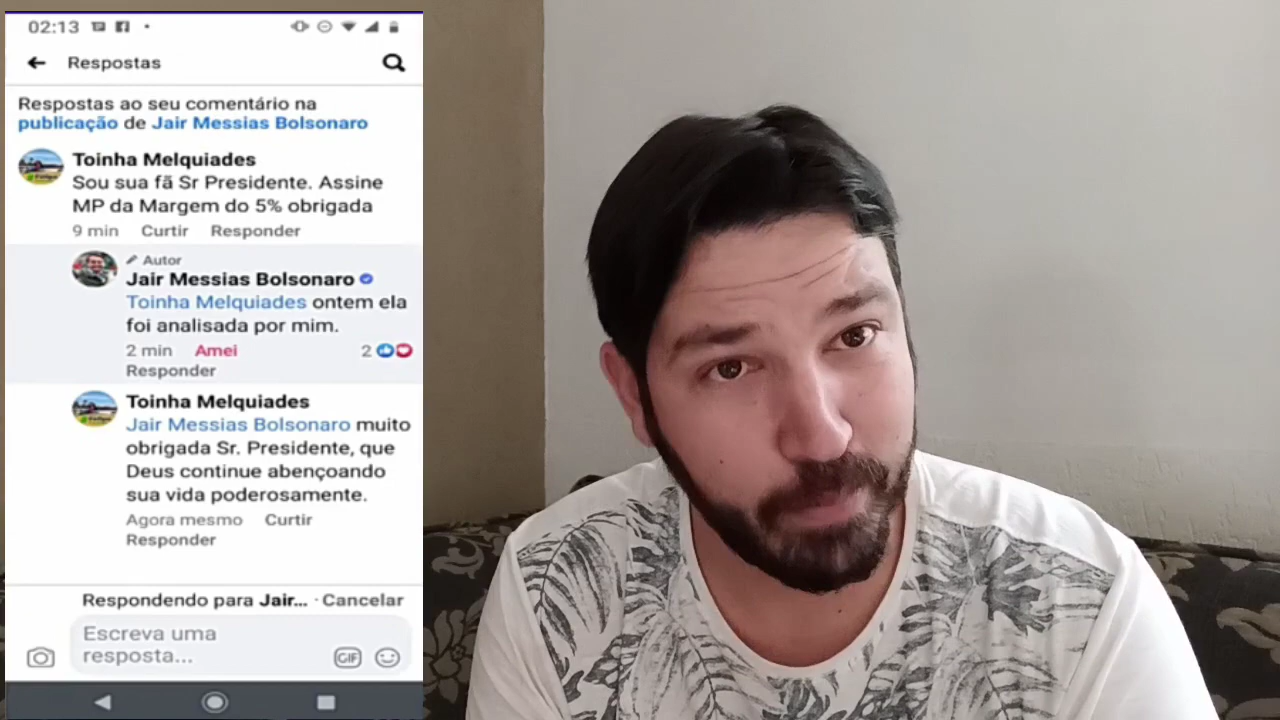 02:13
Respostas
Respostas ao seu comentário na
publicação de Jair Messias Bolsonaro
Toinha Melquiades
Sou sua fã Sr Presidente. Assine
MP da Margem do 5% obrigada
9 min Curtir Responder
Autor
Jair Messias Bolsonaro
Toinha Melquiades ontem ela
foi analisada por mim.
2 min Amei 2
Responder
Toinha Melquiades
Jair Messias Bolsonaro muito
obrigada Sr. Presidente, que
Deus continue abençoando
sua vida poderosamente.
Agora mesmo Curtir
Responder
Respondendo para Jair... · Cancelar
Escreva uma
resposta...
GIF